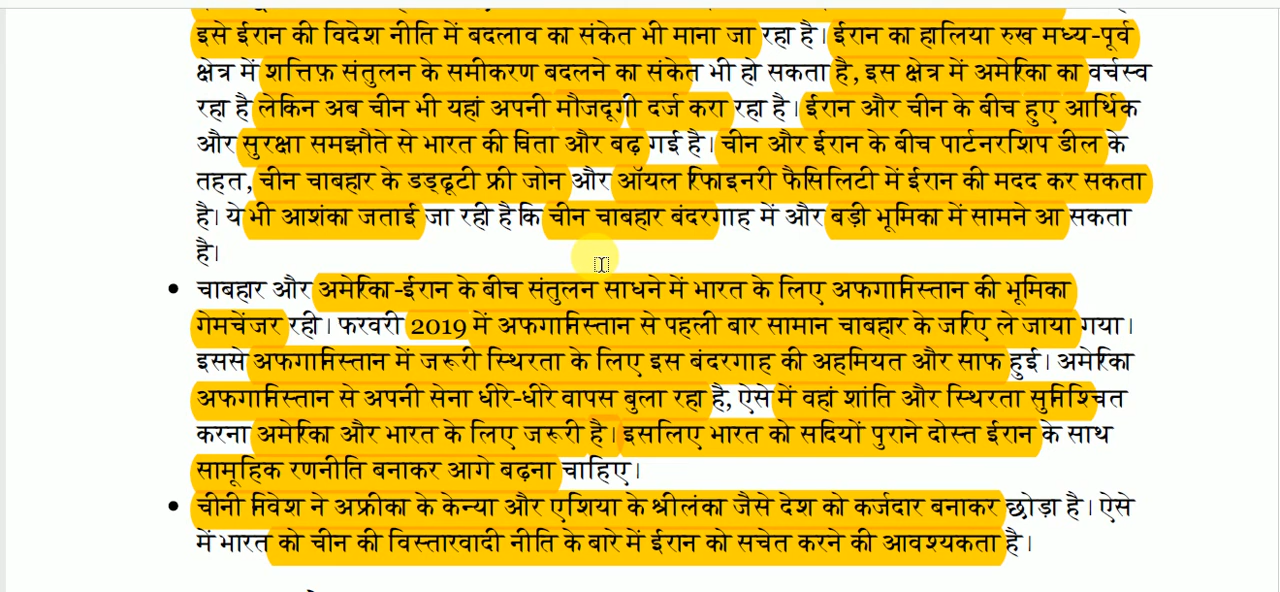 इसे ईरान की विदेश नीति में बदलाव का संकेत भी माना जा रहा है। ईरान का हालिया रुख मध्य-पूर्व
क्षेत्र में शक्ति संतुलन के समीकरण बदलने का संकेत भी हो सकता है, इस क्षेत्र में अमेरिका का वर्चस्व
रहा है लेकिन अब चीन भी यहां अपनी मौजदूगी दर्ज करा रहा है। ईरान और चीन के बीच हुए आर्थिक
और सुरक्षा समझौते से भारत की चिंता और बढ़ गई है। चीन और ईरान के बीच पार्टनरशिप डील के
तहत, चीन चाबहार के ड्यूटी फ्री जोन और ऑयल रिफाइनरी फैसिलिटी में ईरान की मदद कर सकता
है। ये भी आशंका जताई जा रही है कि चीन चाबहार बंदरगाह में और बड़ी भूमिका में सामने आ सकता
है।
• चाबहार और अमेरिका-ईरान के बीच संतुलन साधने में भारत के लिए अफगानिस्तान की भूमिका
गेमचेंजर रही। फरवरी 2019 में अफगानिस्तान से पहली बार सामान चाबहार के जरिए ले जाया गया।
इससे अफगानिस्तान में जरूरी स्थिरता के लिए इस बंदरगाह की अहमियत और साफ हुई। अमेरिका
अफगानिस्तान से अपनी सेना धीरे-धीरे वापस बुला रहा है, ऐसे में वहां शांति और स्थिरता सुनिश्चित
करना अमेरिका और भारत के लिए जरूरी है। इसलिए भारत को सदियों पुराने दोस्त ईरान के साथ
सामूहिक रणनीति बनाकर आगे बढ़ना चाहिए।
• चीनी निवेश ने अफ्रीका के केन्या और एशिया के श्रीलंका जैसे देश को कर्जदार बनाकर छोड़ा है। ऐसे
में भारत को चीन की विस्तारवादी नीति के बारे में ईरान को सचेत करने की आवश्यकता है।